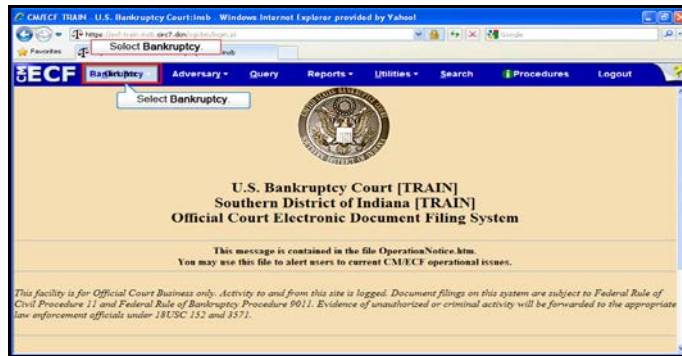 CM/ECF TRAIN - U.S. Bankruptcy Court:insb - Windows Internet Explorer provided by Yahoo!
Favorites
Select Bankruptcy.
ECF Bankruptcy Adversary Query Reports Utilities Search Procedures Logout
Select Bankruptcy.
U.S. Bankruptcy Court [TRAIN]
Southern District of Indiana [TRAIN]
Official Court Electronic Document Filing System
This message is contained in the file OperationNotice.htm.
You may use this file to alert users to current CM/ECF operational issues.
This facility is for Official Court Business only. Activity to and from this site is logged. Document filings on this system are subject to Federal Rule of
Civil Procedure 11 and Federal Rule of Bankruptcy Procedure 9011. Evidence of unauthorized or criminal activity will be forwarded to the appropriate
law enforcement officials under 18USC 152 and 3571.